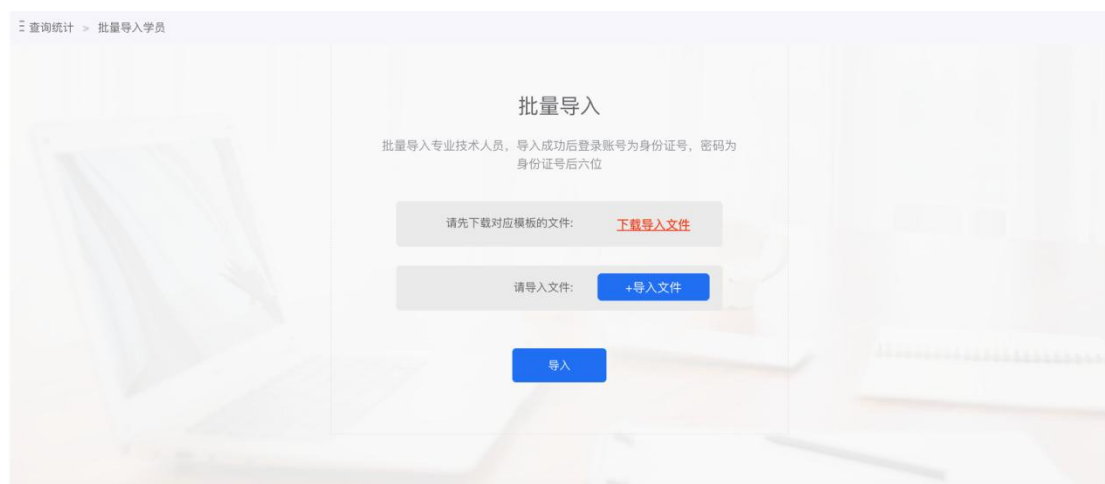 查询统计 > 批量导入学员
批量导入
批量导入专业技术人员，导入成功后登录账号为身份证号，密码为
身份证号后六位
请先下载对应模板的文件: 下载导入文件
请导入文件: +导入文件
导入